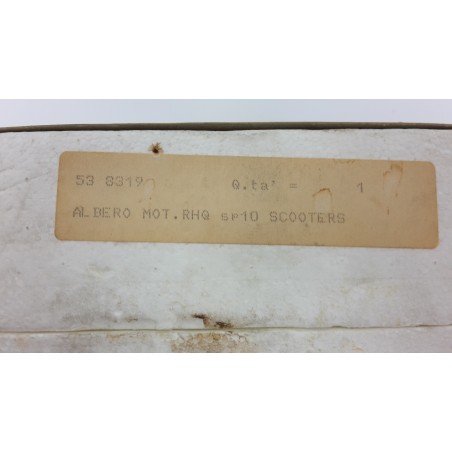 53 8319 Q.ta' = 1
ALBERO MOT.RHQ sp10 SCOOTERS